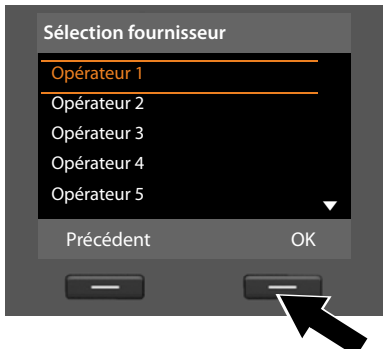 Sélection fournisseur
Opérateur 1
Opérateur 2
Opérateur 3
Opérateur 4
Opérateur 5
Précédent OK